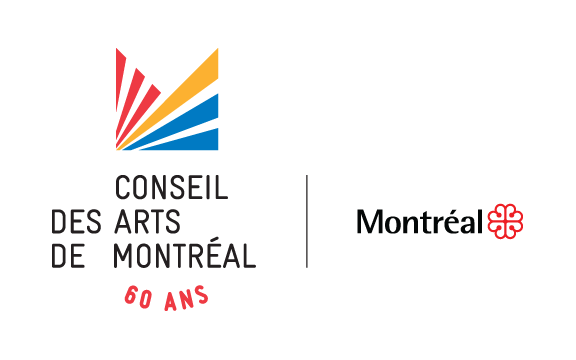 CONSEIL
DES ARTS
DE MONTRÉAL
60 ANS
Montréal